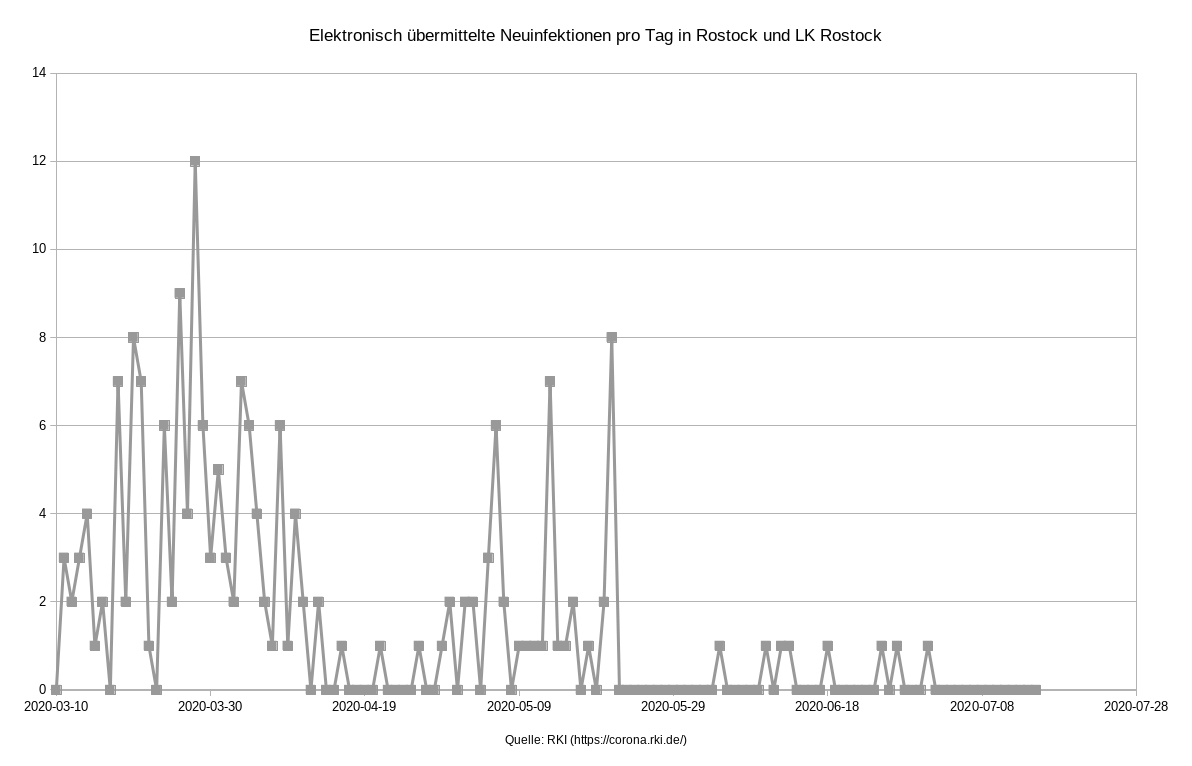 Elektronisch übermittelte Neuinfektionen pro Tag in Rostock und LK Rostock
14
12
10
8
6
4
2
0
2020-03-10 2020-03-30 2020-04-19 2020-05-09 2020-05-29 2020-06-18 2020-07-08 2020-07-28
Quelle: RKI (https://corona.rki.de/)